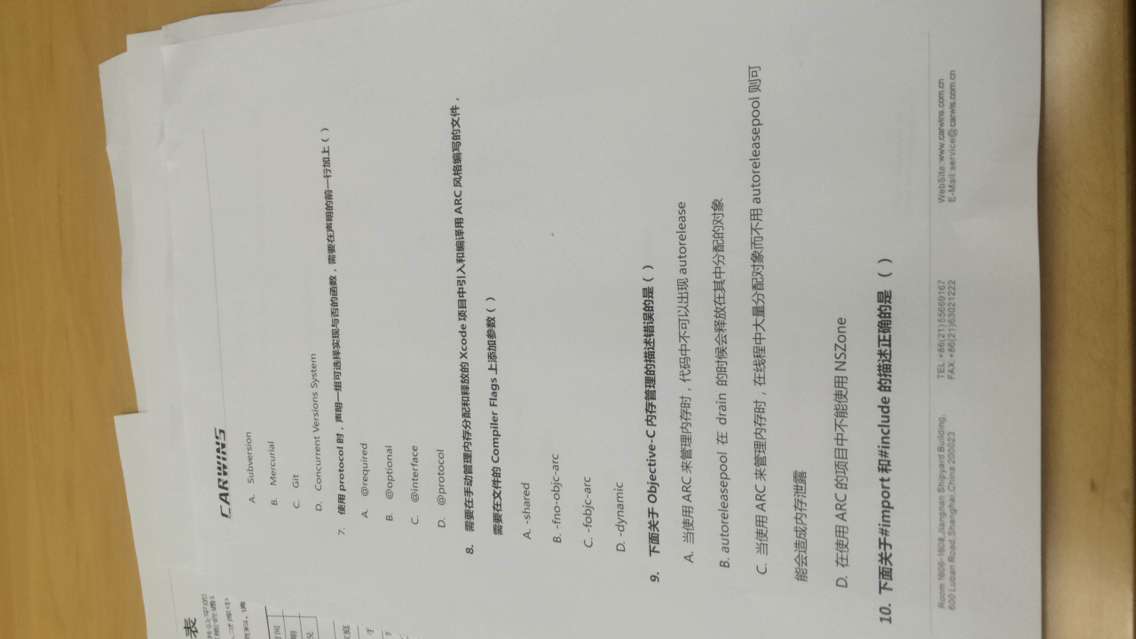 表
CARWINS
A. Subversion
B. Mercurial
C. Git
D. Concurrent Versions System
7. 使用 protocol 时，声明一组可选择实现与否的函数，需要在声明的前一行加上（ ）
A. @required
B. @optional
C. @interface
D. @protocol
8. 需要在手动管理内存分配和释放的 Xcode 项目中引入和编译用 ARC 风格编写的文件，
需要在文件的 Compiler Flags 上添加参数（ ）
A. -shared
B. -fno-objc-arc
C. -fobjc-arc
D. -dynamic
9. 下面关于 Objective-C 内存管理的描述错误的是（ ）
A. 当使用 ARC 来管理内存时，代码中不可以出现 autorelease
B. autoreleasepool 在 drain 的时候会释放在其中分配的对象
C. 当使用 ARC 来管理内存时，在线程中大量分配对象而不用 autoreleasepool 则可
能会造成内存泄露
D. 在使用 ARC 的项目中不能使用 NSZone
10. 下面关于#import 和#include 的描述正确的是 （ ）
Room 1606-1608,Jiangnan Shipyard Building, TEL:+86(21)55669167 WebSite:www.carwins.com.cn
600 Luban Road,Shanghai,China 200023 FAX:+86(21)63021222 E-Mail:service@carwis.com.cn